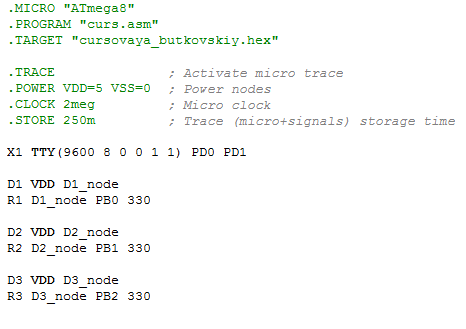 .MICRO "ATmega8"
.PROGRAM "curs.asm"
.TARGET "cursovaya_butkovskiy.hex"
.TRACE ; Activate micro trace
.POWER VDD=5 VSS=0 ; Power nodes
.CLOCK 2meg ; Micro clock
.STORE 250m ; Trace (micro+signals) storage time
X1 TTY(9600 8 0 0 1 1) PD0 PD1
D1 VDD D1_node
R1 D1_node PB0 330
D2 VDD D2_node
R2 D2_node PB1 330
D3 VDD D3_node
R3 D3_node PB2 330